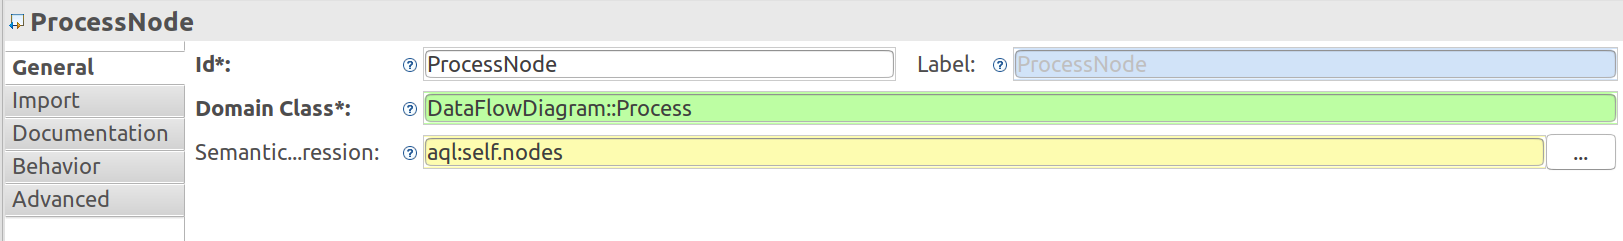 ProcessNode
General
Import
Documentation
Behavior
Advanced
Id*: ProcessNode Label: ProcessNode
Domain Class*: DataFlowDiagram::Process
Semantic...ression: aql:self.nodes ...